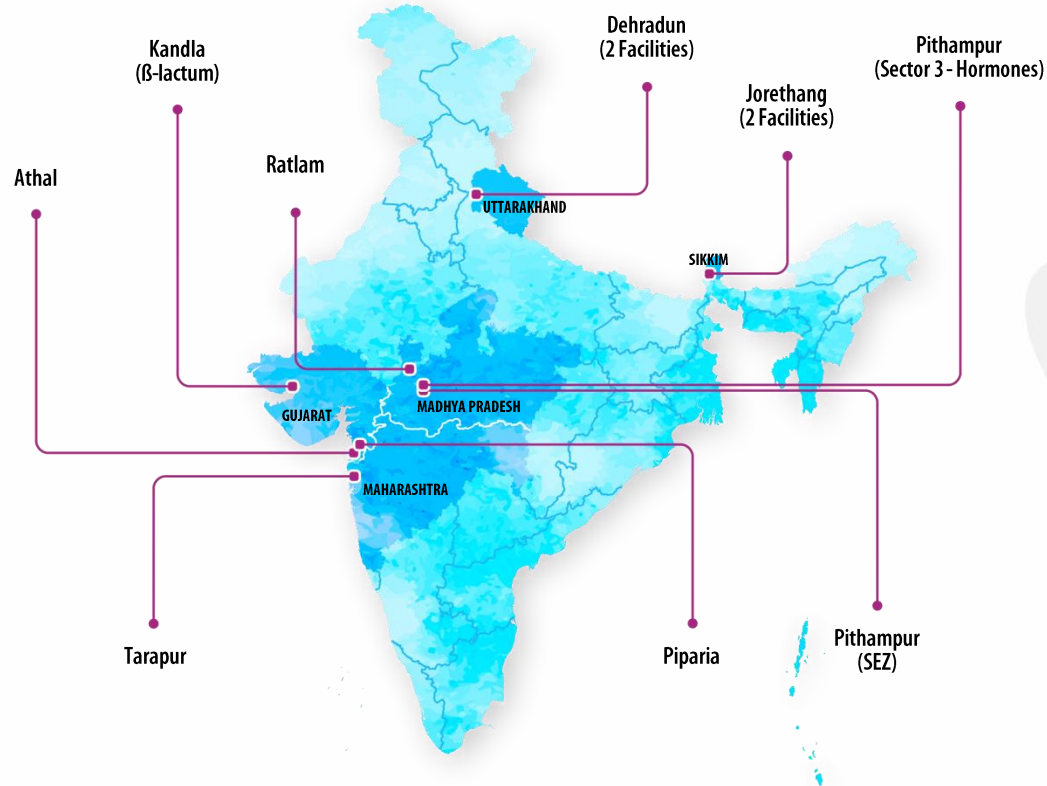 Dehradun
(2 Facilities)
Kandla
(ß-lactum)
Pithampur
(Sector 3 - Hormones)
Jorethang
(2 Facilities)
Ratlam
Athal
UTTARAKHAND
SIKKIM
MADHYA PRADESH
GUJARAT
MAHARASHTRA
Tarapur
Piparia
Pithampur
(SEZ)